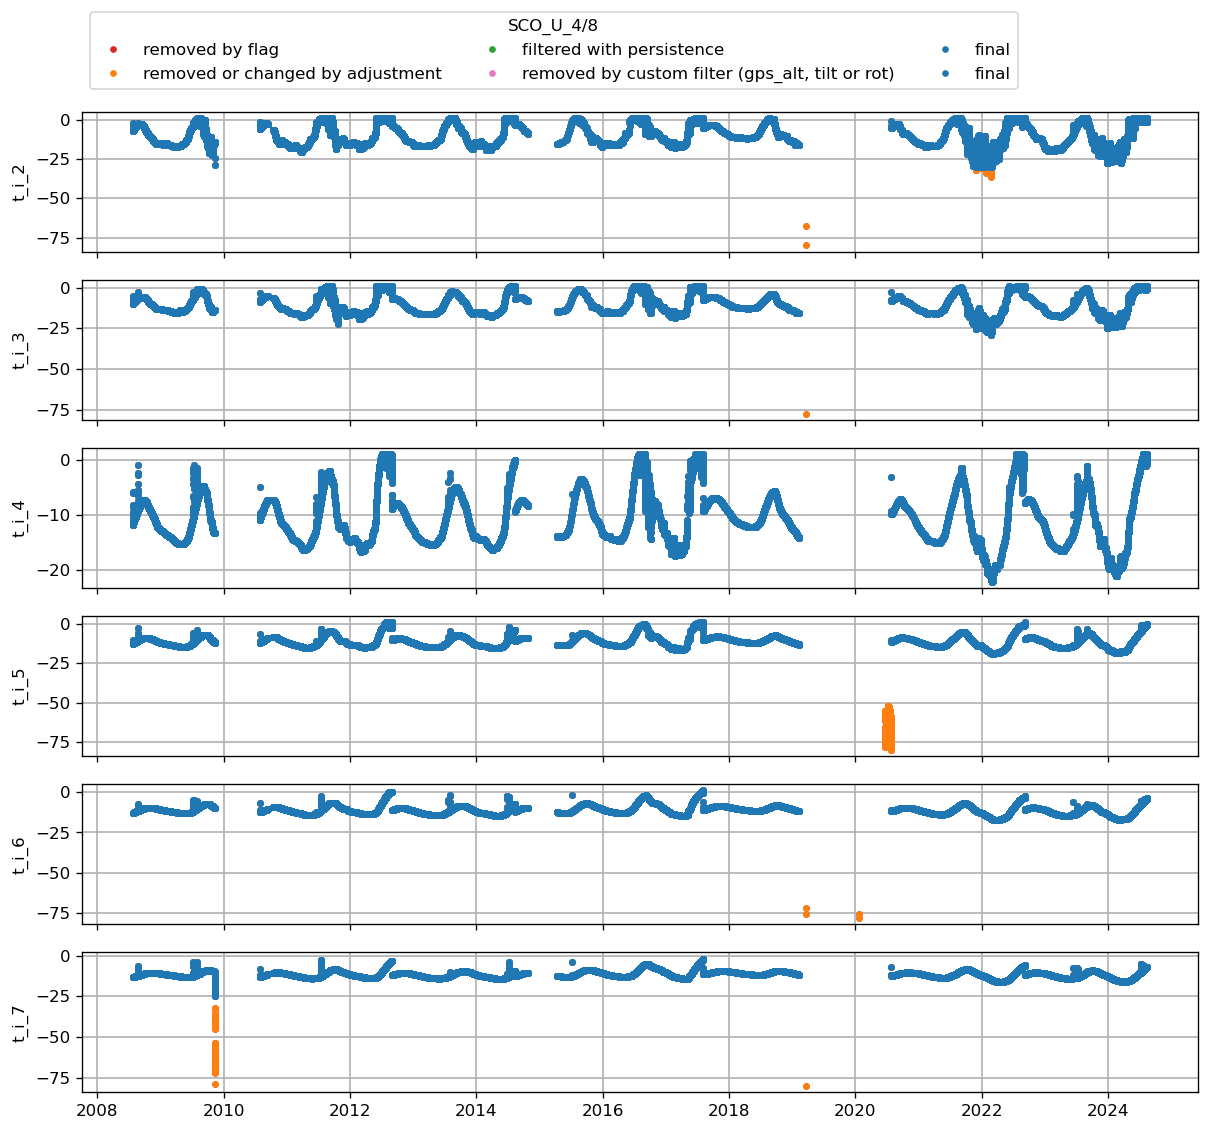 SCO_U_4/8
removed by flag filtered with persistence final
removed or changed by adjustment removed by custom filter (gps_alt, tilt or rot) final
0
−25
−50
−75
t_i_2
0
−25
−50
−75
t_i_3
0
−10
−20
t_i_4
0
−25
−50
−75
t_i_5
0
−25
−50
−75
t_i_6
0
−25
−50
−75
t_i_7
2008 2010 2012 2014 2016 2018 2020 2022 2024